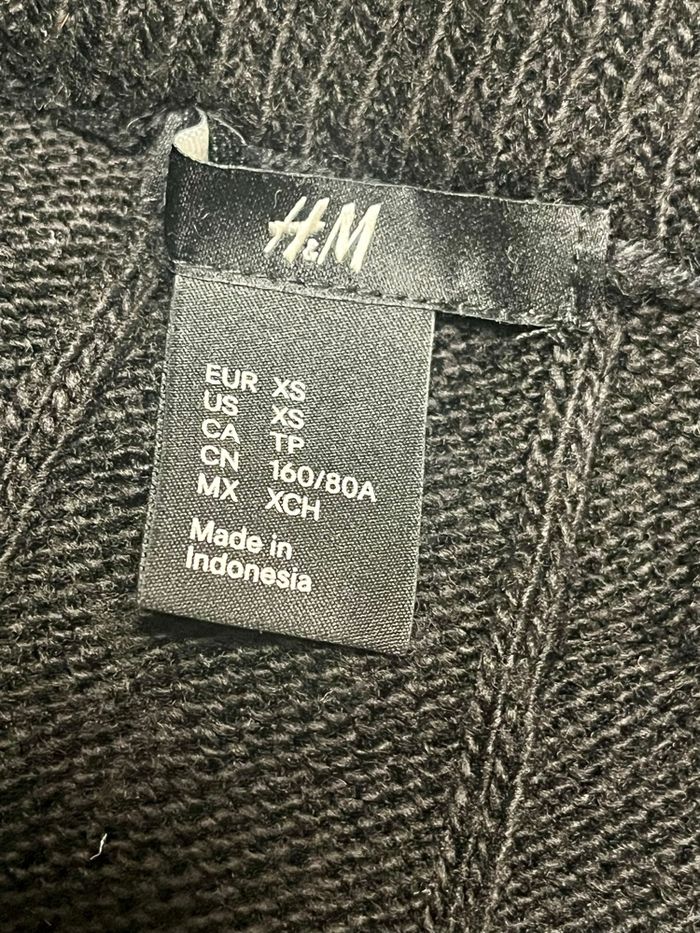 H&M
EUR XS
US XS
CA TP
CN 160/80A
MX XCH
Made in
Indonesia